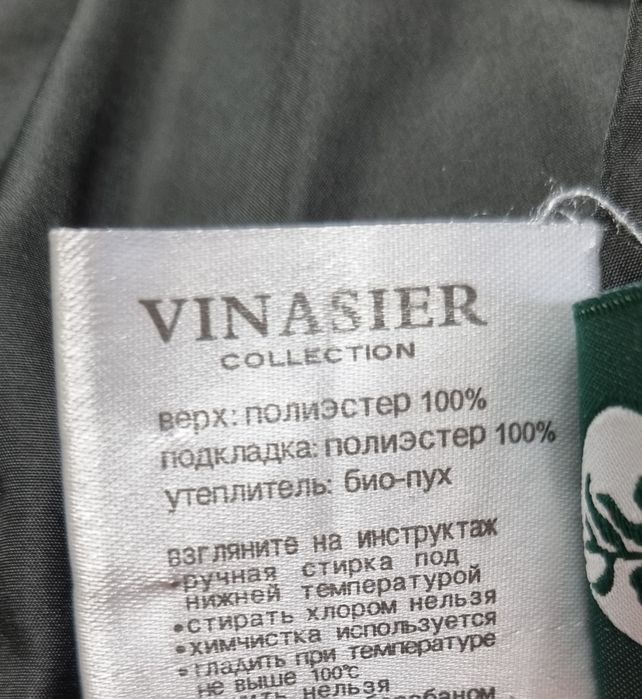 VINASIER
COLLECTION
верх: полиэстер 100%
подкладка: полиэстер 100%
утеплитель: био-пух
взгляните на инструктаж
•ручная стирка под
нижней температурой
•стирать хлором нельзя
•химчистка используется
•гладить при температуре
не выше 100℃
нельзя